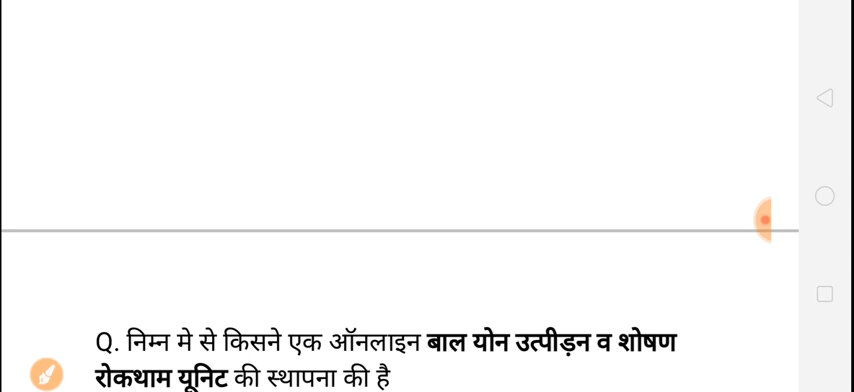 Q. निम्न मे से किसने एक ऑनलाइन बाल योन उत्पीड़न व शोषण
रोकथाम यूनिट की स्थापना की है